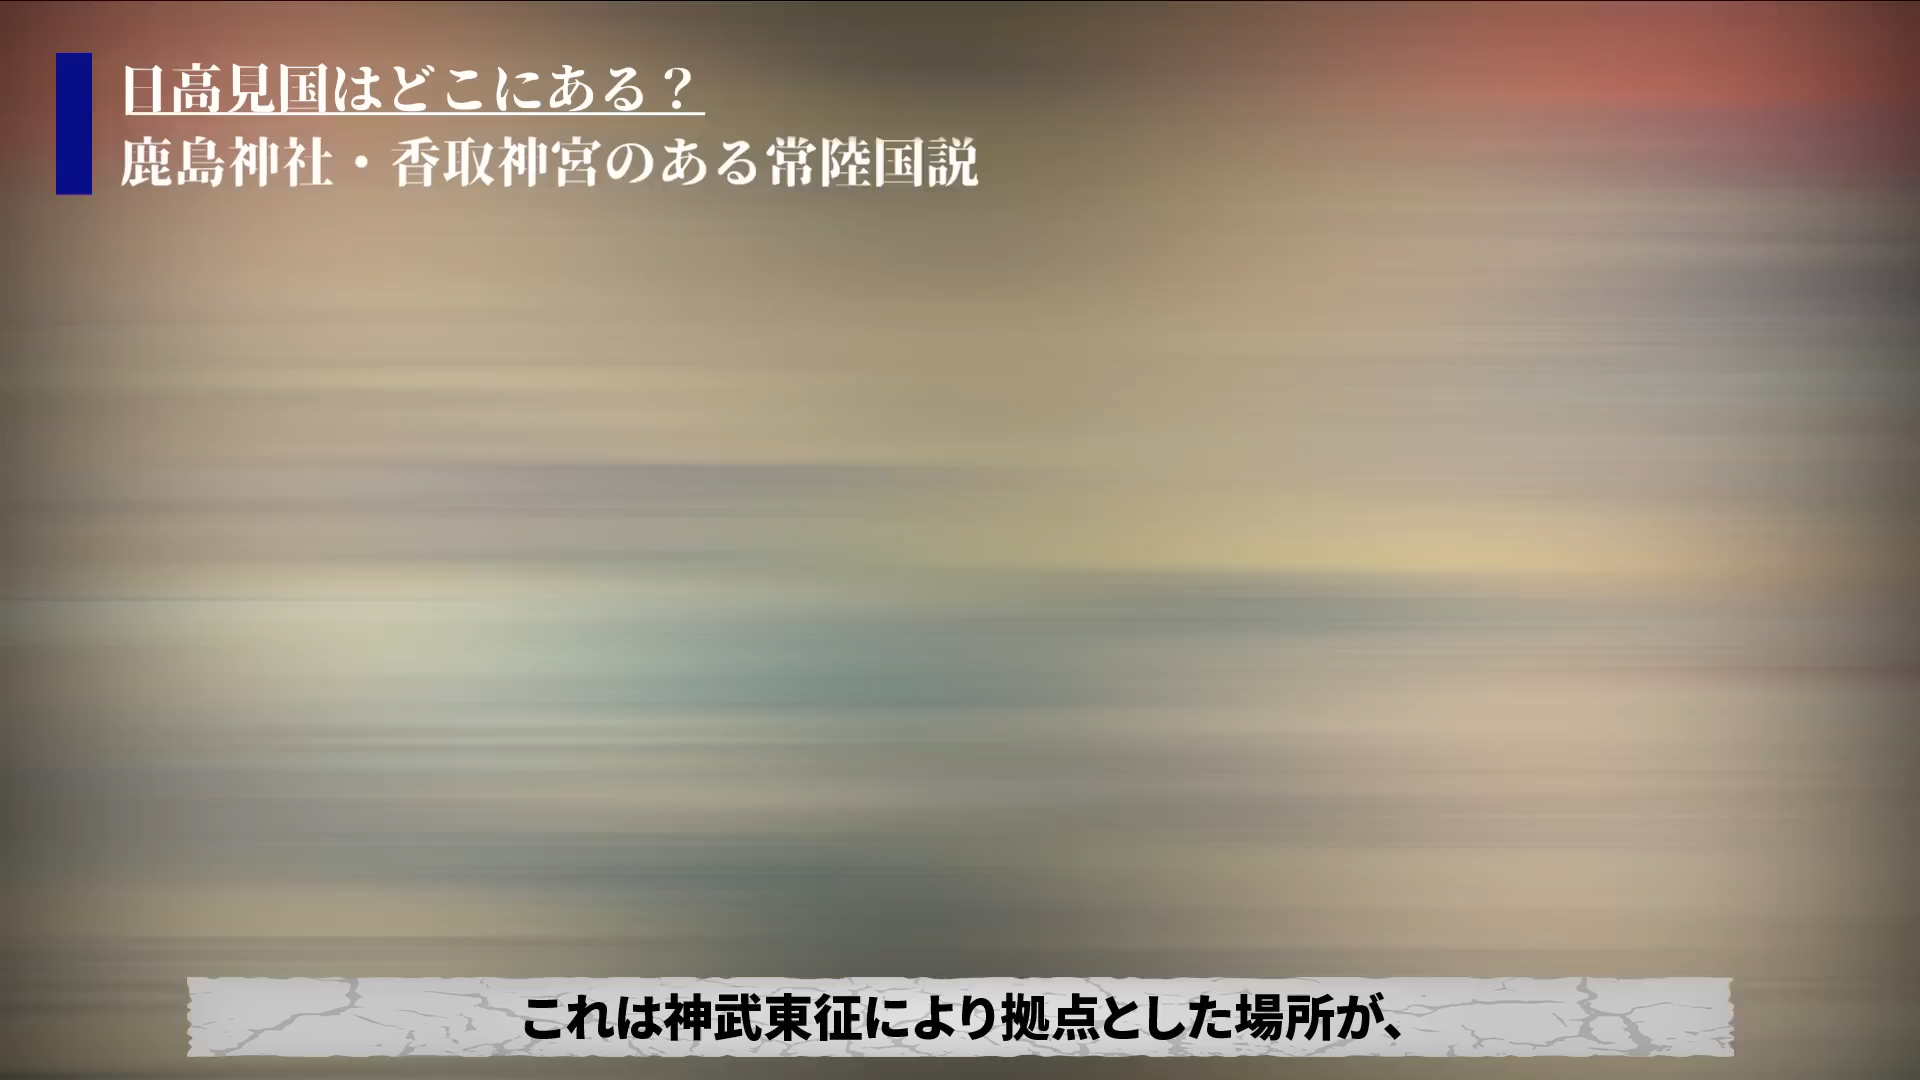 日高見国はどこにある？
鹿島神社・香取神宮のある常陸国説
これは神武東征により拠点とした場所が、